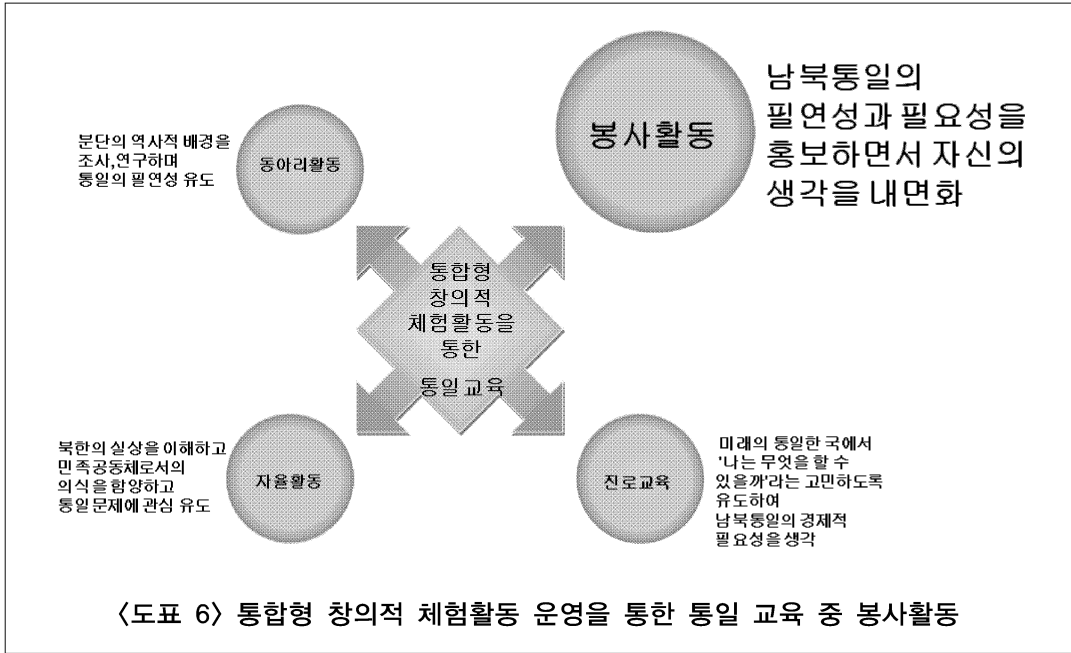 분단의 역사적 배경을
조사,연구하며
통일의 필연성 유도
동아리활동
봉사활동
남북통일의
필연성과 필요성을
홍보하면서 자신의
생각을 내면화
통합형
창의적
체험활동을
통한
통일교육
북한의 실상을 이해하고
민족공동체로서의
의식을 함양하고
통일문제에 관심 유도
자율활동
진로교육
미래의 통일한 국에서
'나는 무엇을 할 수
있을까'라는 고민하도록
유도하여
남북통일의 경제적
필요성을 생각
〈도표 6〉 통합형 창의적 체험활동 운영을 통한 통일 교육 중 봉사활동